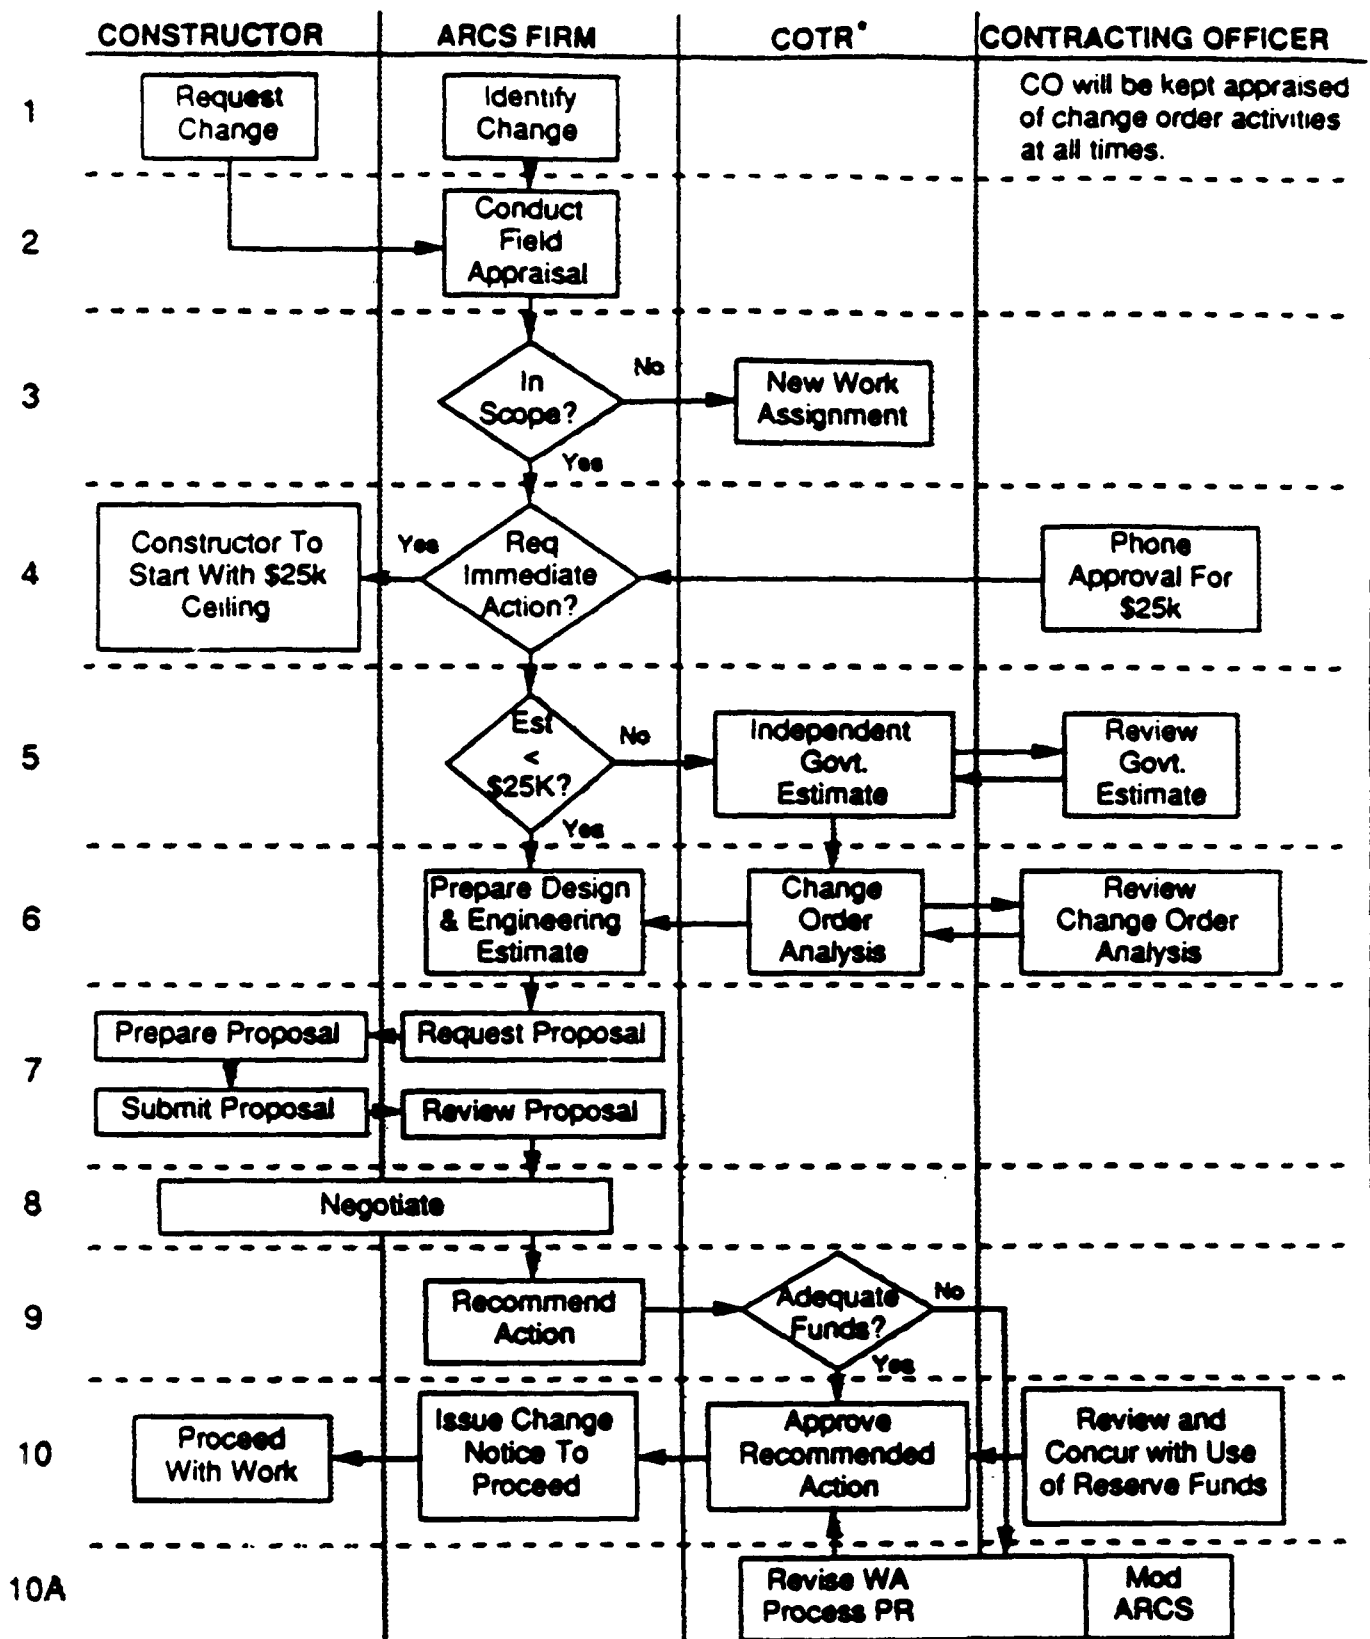 CONSTRUCTOR
ARCS FIRM
COTR*
CONTRACTING OFFICER
1
Request
Change
Identify
Change
CO will be kept appraised
of change order activities
at all times.
2
Conduct
Field
Appraisal
3
In
Scope?
No
New Work
Assignment
Yes
4
Constructor To
Start With $25k
Ceiling
Yes
Req
Immediate
Action?
Phone
Approval For
$25k
5
Est
<
$25K?
No
Independent
Govt.
Estimate
Review
Govt.
Estimate
Yes
6
Prepare Design
& Engineering
Estimate
Change
Order
Analysis
Review
Change Order
Analysis
7
Prepare Proposal
Request Proposal
Submit Proposal
Review Proposal
8
Negotiate
9
Recommend
Action
Adequate
Funds?
No
Yes
10
Proceed
With Work
Issue Change
Notice To
Proceed
Approve
Recommended
Action
Review and
Concur with Use
of Reserve Funds
10A
Revise WA
Process PR
Mod
ARCS